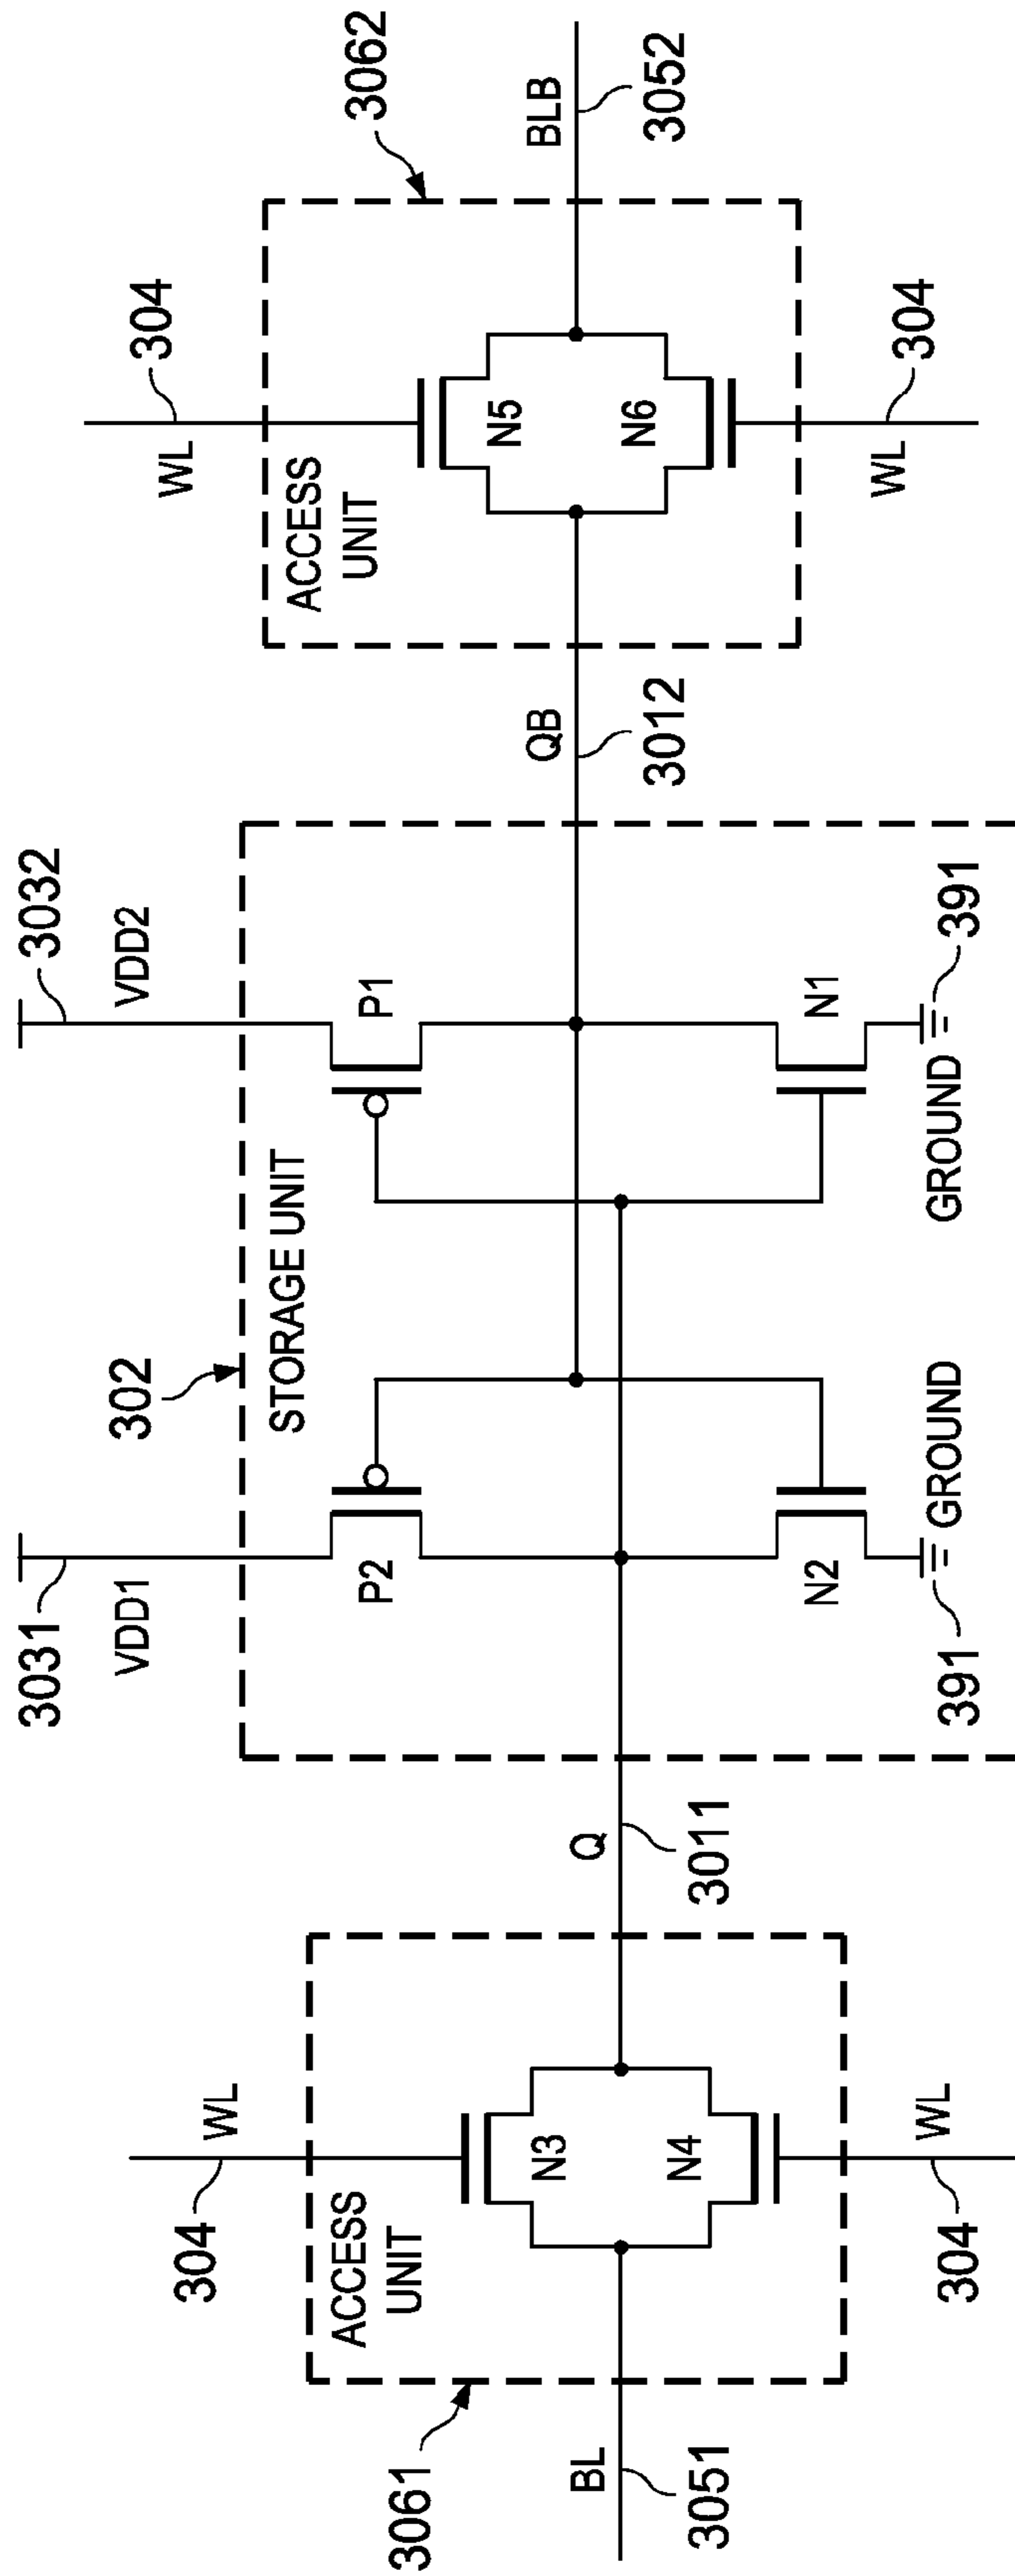 3031
VDD1
3032
VDD2
302
STORAGE UNIT
P2
P1
N2
N1
391
GROUND
GROUND
391
304
WL
ACCESS
UNIT
N3
N4
3061
BL
3051
Q
3011
304
WL
304
WL
ACCESS
UNIT
N5
N6
3062
QB
3012
BLB
3052
WL
304